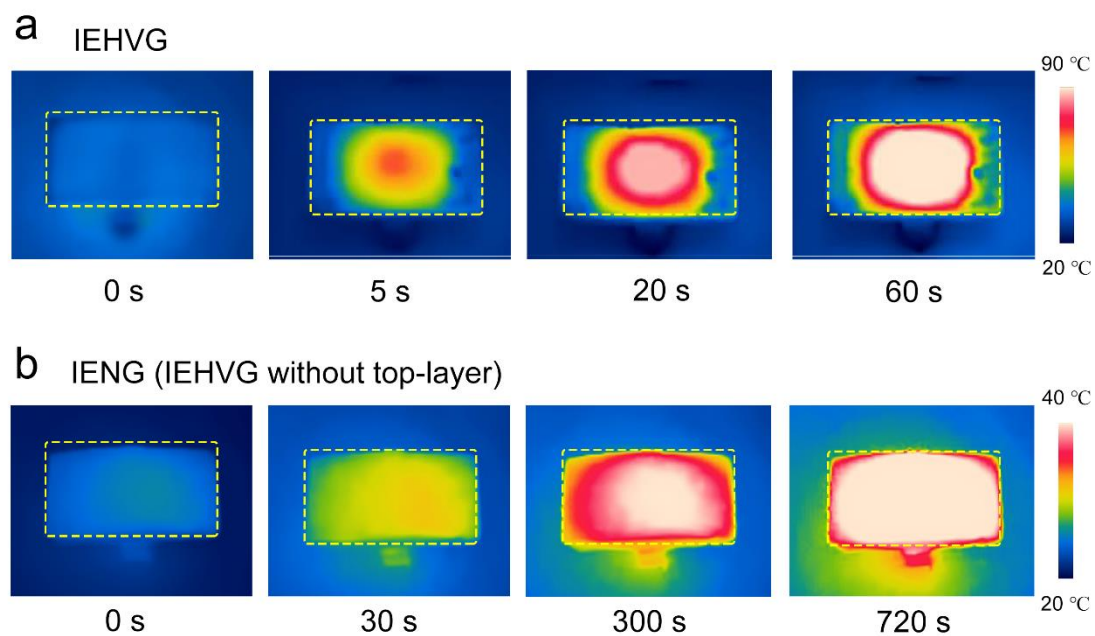 a
IEHVG
90 ℃
20 ℃
0 s
5 s
20 s
60 s
b
IENG (IEHVG without top-layer)
40 ℃
20 ℃
0 s
30 s
300 s
720 s